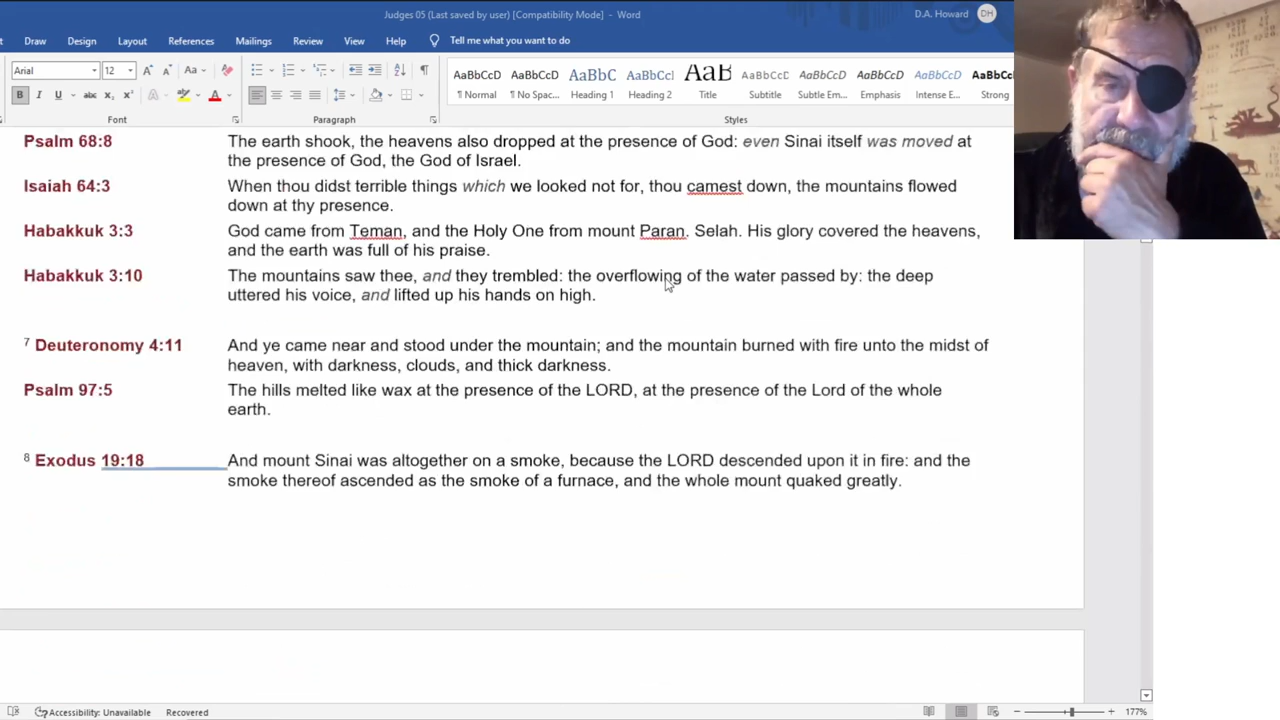 Judges 05 (Last saved by user) [Compatibility Mode] - Word
D.A. Howard DH
Draw Design Layout References Mailings Review View Help Tell me what you want to do
Arial 12 Aa
AaBbCcD AaBbCcD AaBbC AaBbCcl AaB AaBbCcD AaBbCcD AaBbCcD AaBbCcD AaBbCc
¶ Normal ¶ No Spac... Heading 1 Heading 2 Title Subtitle Subtle Em... Emphasis Intense E... Strong
Font Paragraph Styles
Psalm 68:8 The earth shook, the heavens also dropped at the presence of God: even Sinai itself was moved at
the presence of God, the God of Israel.
Isaiah 64:3 When thou didst terrible things which we looked not for, thou camest down, the mountains flowed
down at thy presence.
Habakkuk 3:3 God came from Teman, and the Holy One from mount Paran. Selah. His glory covered the heavens,
and the earth was full of his praise.
Habakkuk 3:10 The mountains saw thee, and they trembled: the overflowing of the water passed by: the deep
uttered his voice, and lifted up his hands on high.
7 Deuteronomy 4:11 And ye came near and stood under the mountain; and the mountain burned with fire unto the midst of
heaven, with darkness, clouds, and thick darkness.
Psalm 97:5 The hills melted like wax at the presence of the LORD, at the presence of the Lord of the whole
earth.
8 Exodus 19:18 And mount Sinai was altogether on a smoke, because the LORD descended upon it in fire: and the
smoke thereof ascended as the smoke of a furnace, and the whole mount quaked greatly.
Accessibility: Unavailable Recovered 177%